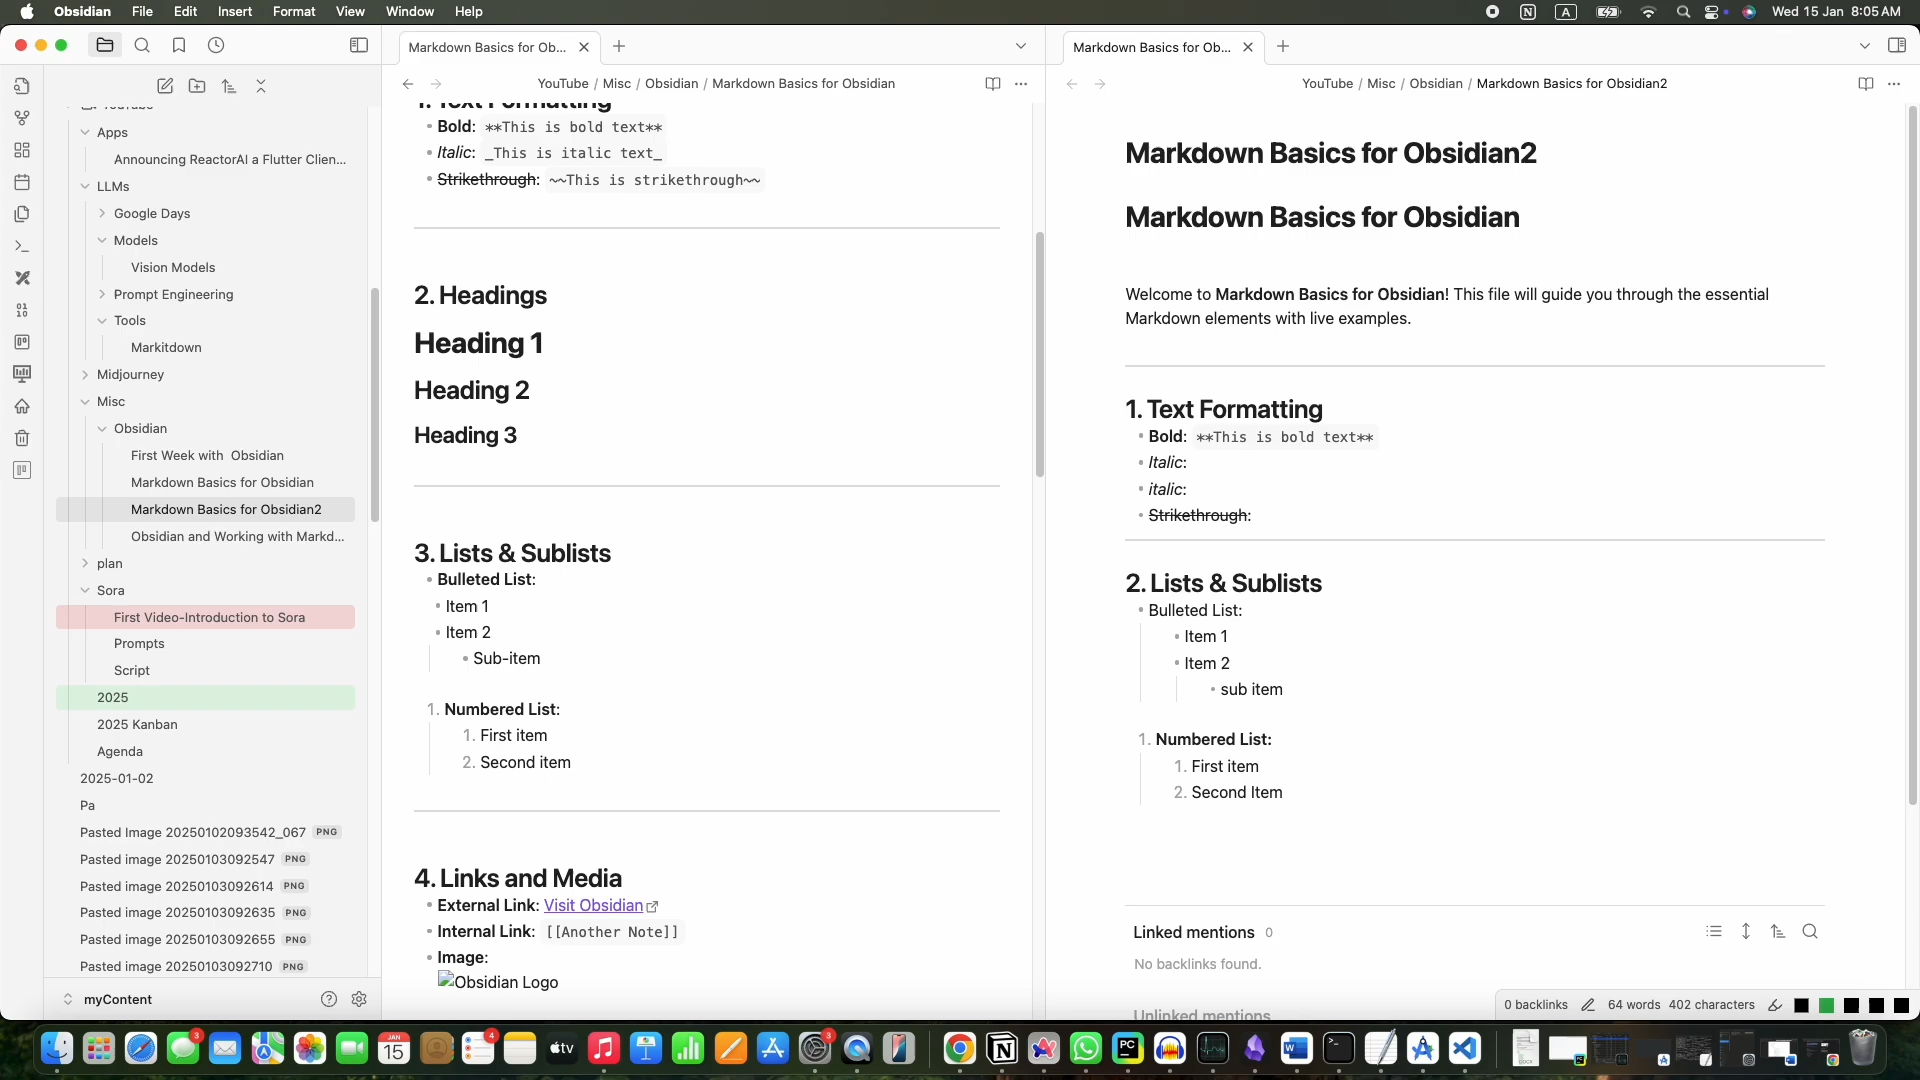 Obsidian File Edit Insert Format View Window Help
Wed 15 Jan 8:05 AM
Markdown Basics for Ob...
Markdown Basics for Ob...
YouTube / Misc / Obsidian / Markdown Basics for Obsidian
YouTube / Misc / Obsidian / Markdown Basics for Obsidian2
YouTube
Apps
Announcing ReactorAI a Flutter Clien...
LLMs
Google Days
Models
Vision Models
Prompt Engineering
Tools
Markitdown
Midjourney
Misc
Obsidian
First Week with Obsidian
Markdown Basics for Obsidian
Markdown Basics for Obsidian2
Obsidian and Working with Markd...
plan
Sora
First Video-Introduction to Sora
Prompts
Script
2025
2025 Kanban
Agenda
2025-01-02
Pa
Pasted Image 20250102093542_067 PNG
Pasted image 20250103092547 PNG
Pasted image 20250103092614 PNG
Pasted image 20250103092635 PNG
Pasted image 20250103092655 PNG
Pasted image 20250103092710 PNG
myContent
1. Text Formatting
Bold: **This is bold text**
Italic: _This is italic text_
Strikethrough: ~~This is strikethrough~~
2. Headings
Heading 1
Heading 2
Heading 3
3. Lists & Sublists
Bulleted List:
Item 1
Item 2
Sub-item
1. Numbered List:
1. First item
2. Second item
4. Links and Media
External Link: Visit Obsidian
Internal Link: [[Another Note]]
Image:
Obsidian Logo
Markdown Basics for Obsidian2
Markdown Basics for Obsidian
Welcome to Markdown Basics for Obsidian! This file will guide you through the essential
Markdown elements with live examples.
1. Text Formatting
Bold: **This is bold text**
Italic:
italic:
Strikethrough:
2. Lists & Sublists
Bulleted List:
Item 1
Item 2
sub item
1. Numbered List:
1. First item
2. Second Item
Linked mentions 0
No backlinks found.
Unlinked mentions
0 backlinks 64 words 402 characters
3
JAN
15
4
tv
3
N
PC
W
DOCX